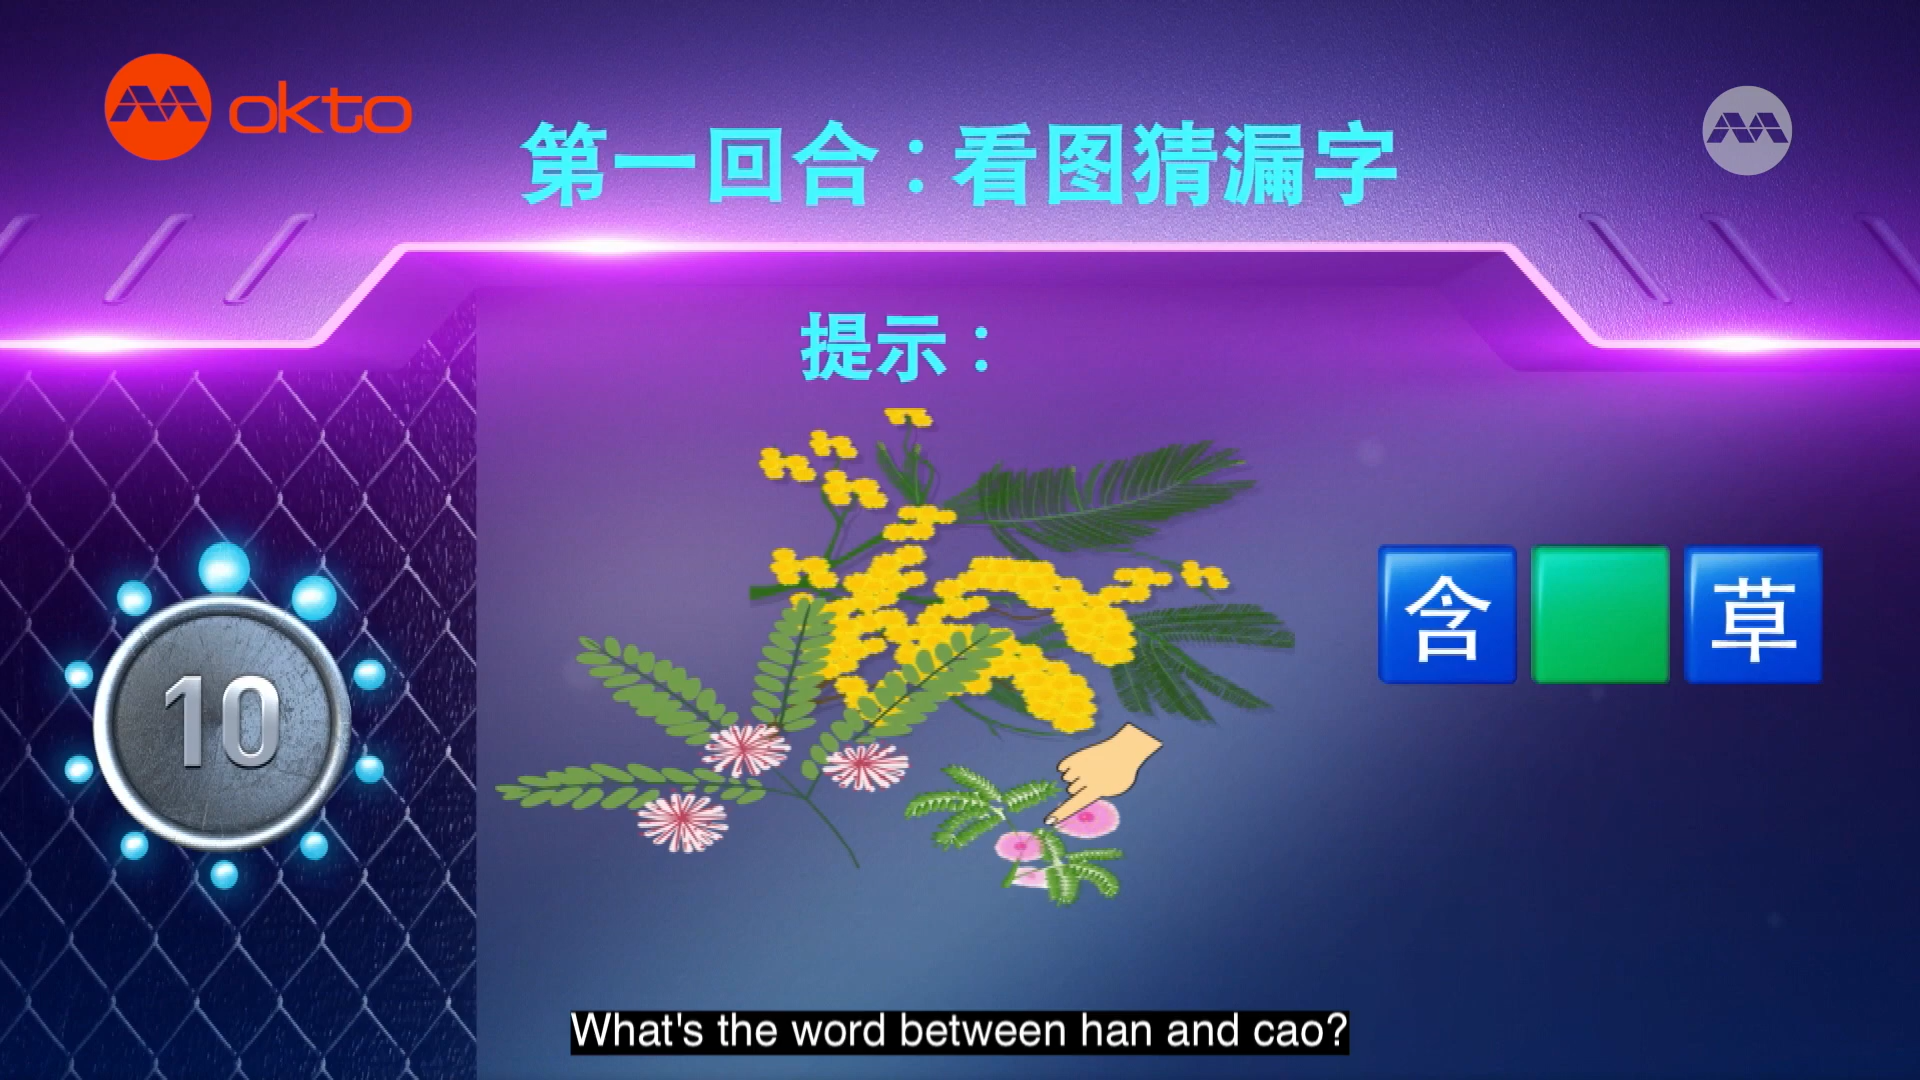 okto
第一回合：看图猜漏字
提示：
含 草
10
What's the word between han and cao?